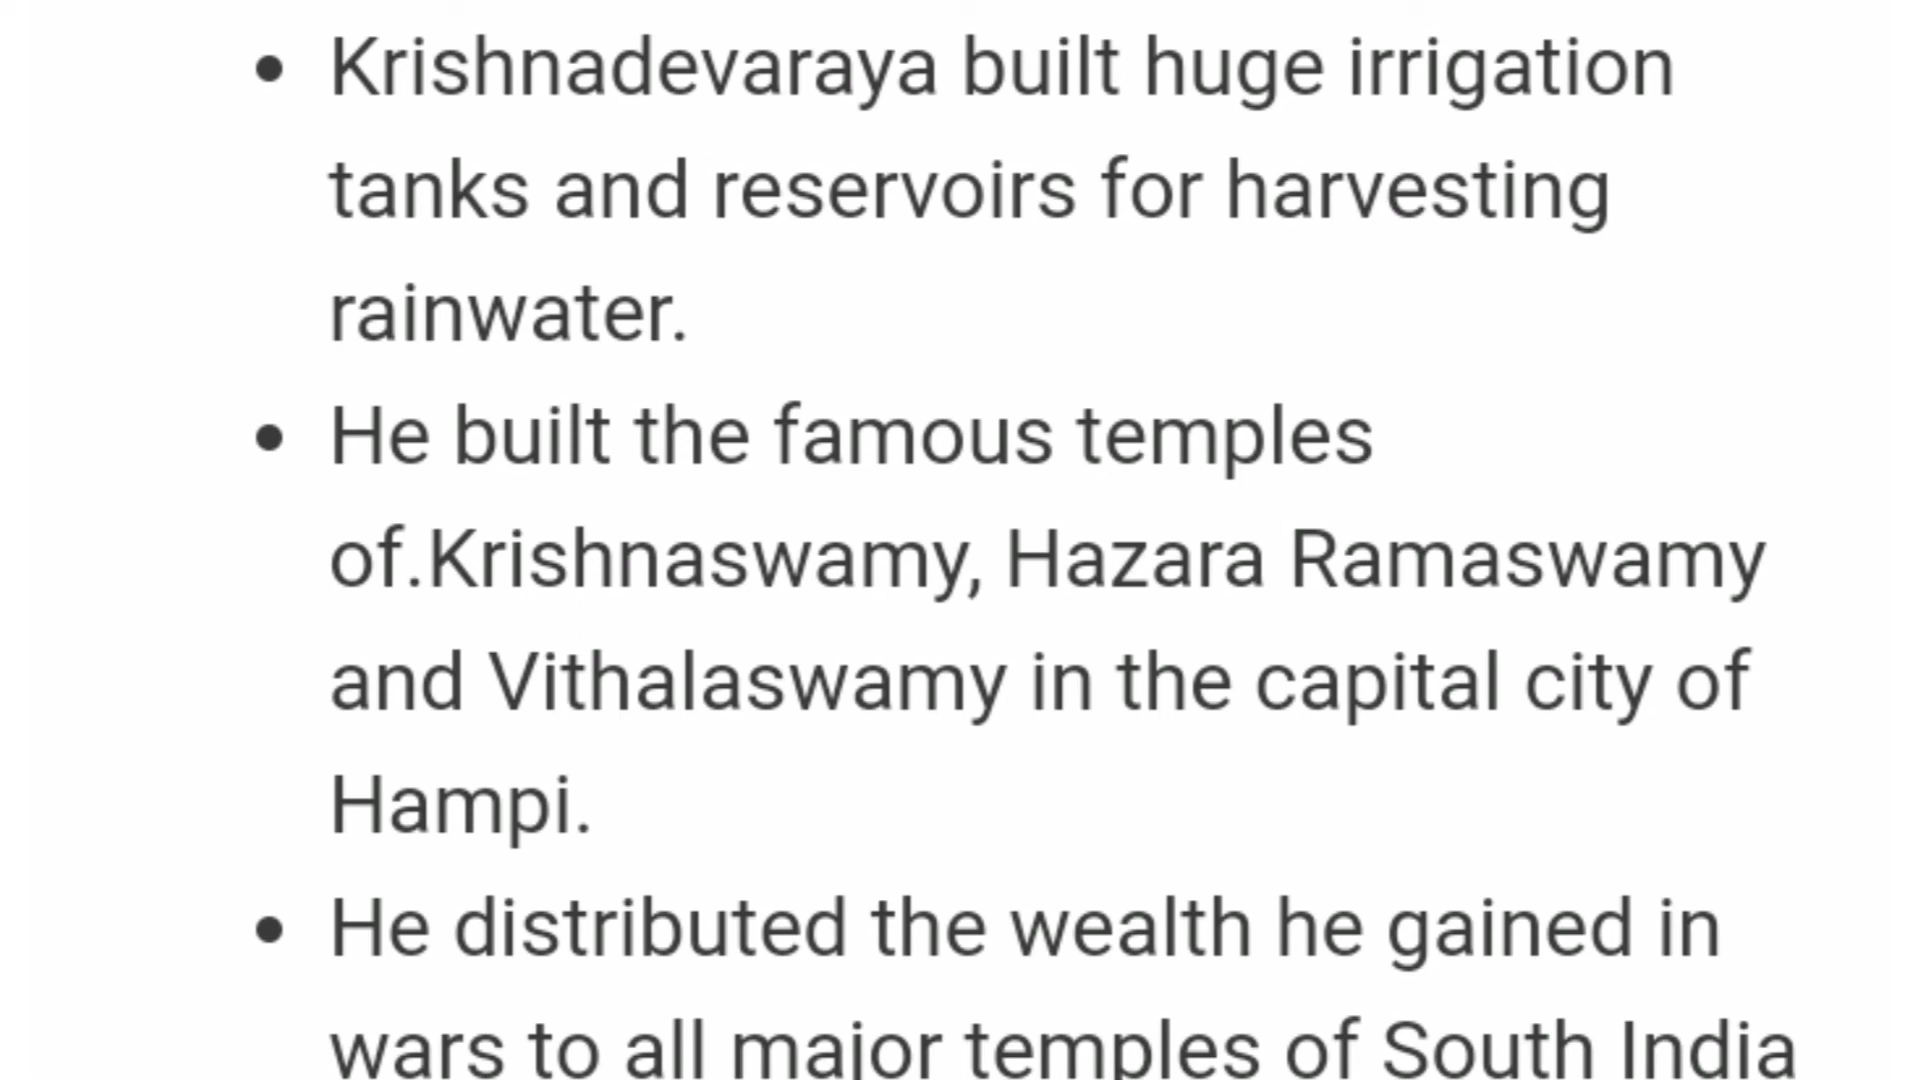 • Krishnadevaraya built huge irrigation
tanks and reservoirs for harvesting
rainwater.
• He built the famous temples
of.Krishnaswamy, Hazara Ramaswamy
and Vithalaswamy in the capital city of
Hampi.
• He distributed the wealth he gained in
wars to all major temples of South India